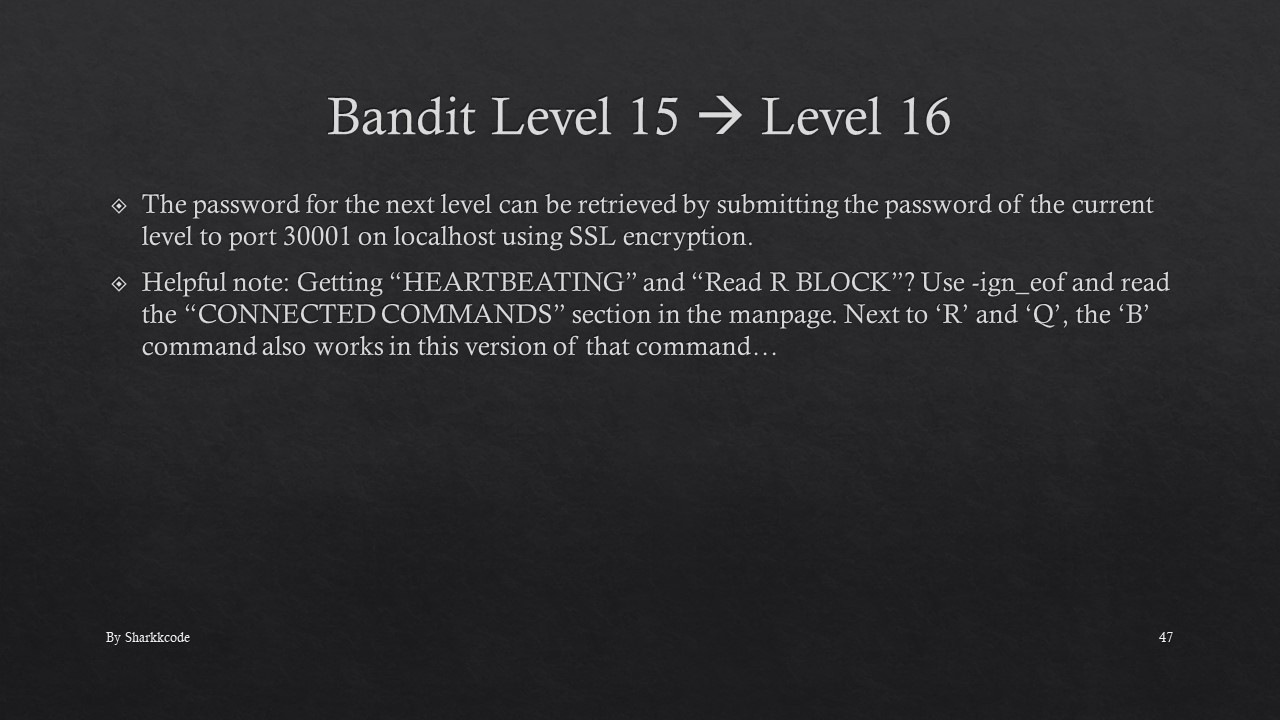 Bandit Level 15 → Level 16
The password for the next level can be retrieved by submitting the password of the current
level to port 30001 on localhost using SSL encryption.
Helpful note: Getting “HEARTBEATING” and “Read R BLOCK”? Use -ign_eof and read
the “CONNECTED COMMANDS” section in the manpage. Next to ‘R’ and ‘Q’, the ‘B’
command also works in this version of that command…
By Sharkkcode
47